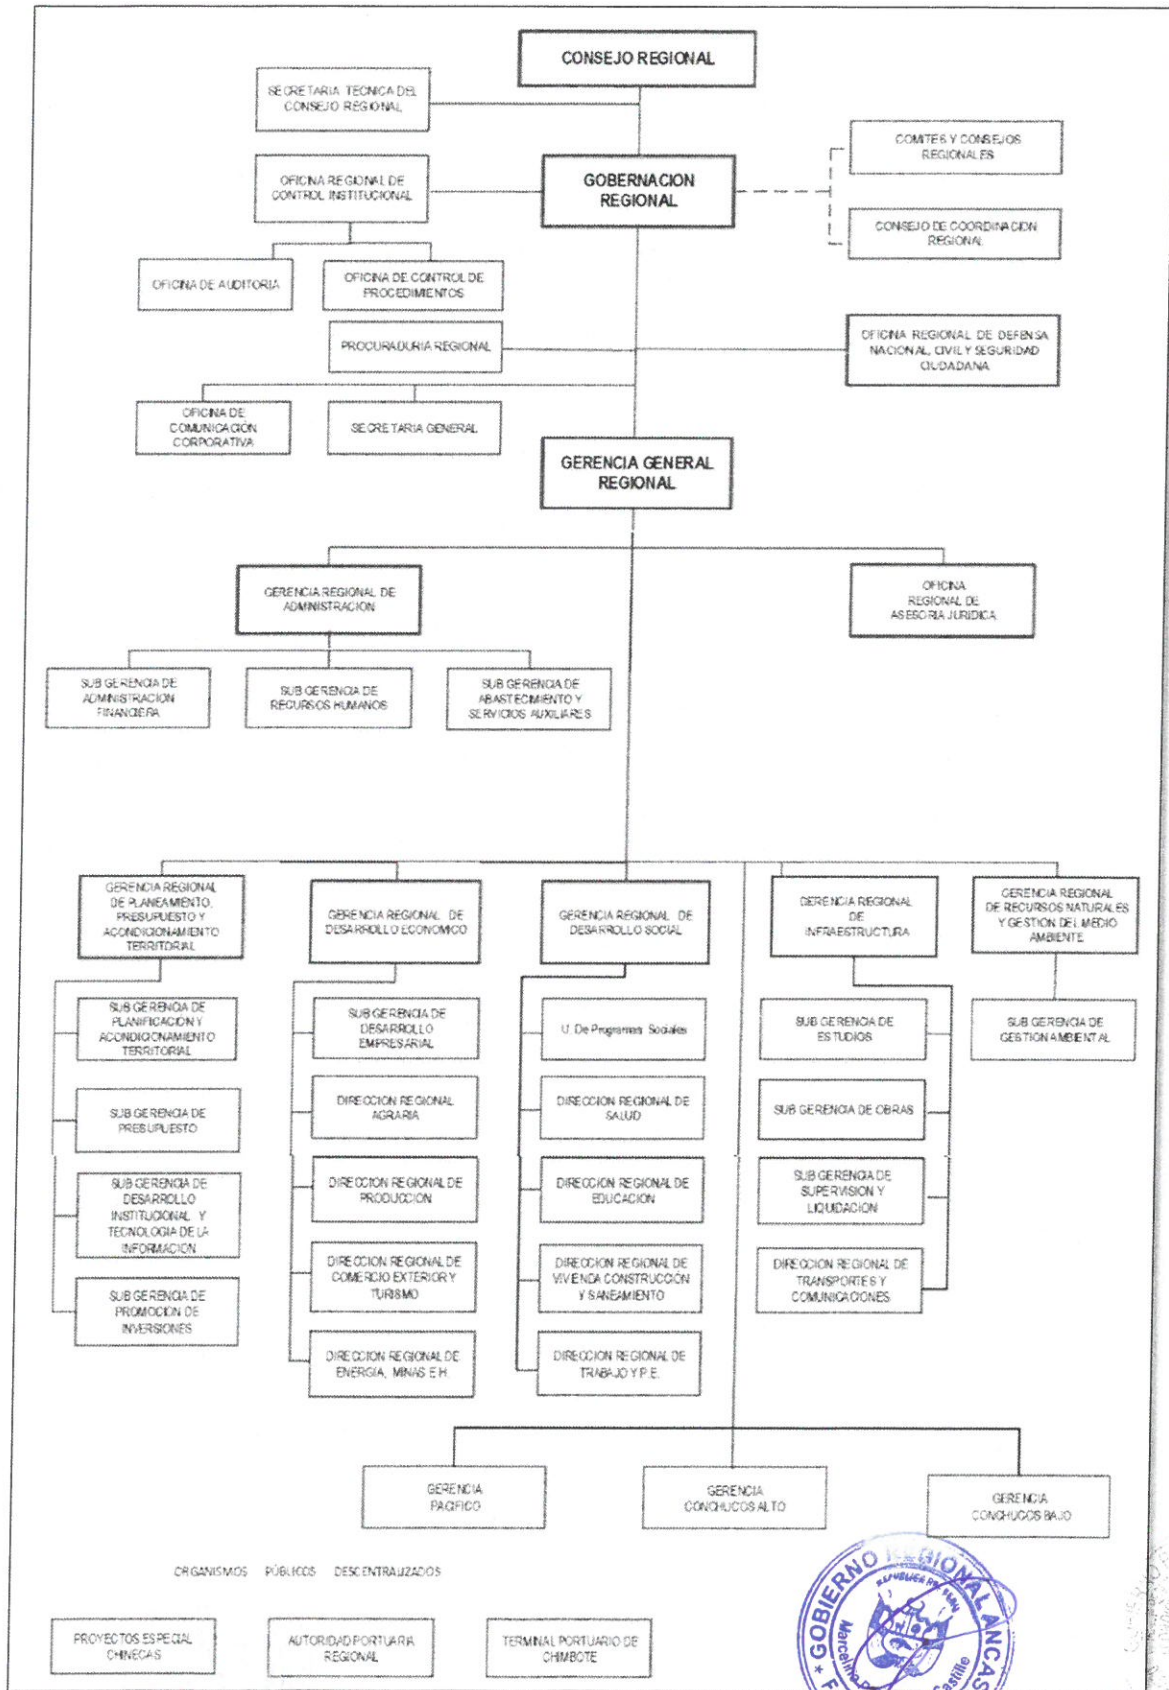 CONSEJO REGIONAL
SECRETARIA TECNICA DEL
CONSEJO REGIONAL
COMITES Y CONSEJOS
REGIONALES
OFICINA REGIONAL DE
CONTROL INSTITUCIONAL
GOBERNACION
REGIONAL
CONSEJO DE COORDINACION
REGIONAL
OFICINA DE AUDITORIA
OFICINA DE CONTROL DE
PROCEDIMIENTOS
PROCURADURIA REGIONAL
OFICINA REGIONAL DE DEFENSA
NACIONAL, CIVIL Y SEGURIDAD
CIUDADANA
OFICINA DE
COMUNICACIÓN
CORPORATIVA
SECRETARIA GENERAL
GERENCIA GENERAL
REGIONAL
GERENCIA REGIONAL DE
ADMINISTRACION
OFICINA
REGIONAL DE
ASESORIA JURIDICA
SUB GERENCIA DE
ADMINISTRACION
FINANCIERA
SUB GERENCIA DE
RECURSOS HUMANOS
SUB GERENCIA DE
ABASTECIMIENTO Y
SERVICIOS AUXILIARES
GERENCIA REGIONAL
DE PLANEAMIENTO,
PRESUPUESTO Y
ACONDICIONAMIENTO
TERRITORIAL
GERENCIA REGIONAL DE
DESARROLLO ECONOMICO
GERENCIA REGIONAL DE
DESARROLLO SOCIAL
GERENCIA REGIONAL
DE
INFRAESTRUCTURA
GERENCIA REGIONAL
DE RECURSOS NATURALES
Y GESTION DEL MEDIO
AMBIENTE
SUB GERENCIA DE
PLANIFICACION Y
ACONDICIONAMIENTO
TERRITORIAL
SUB GERENCIA DE
DESARROLLO
EMPRESARIAL
U. De Programas Sociales
SUB GERENCIA DE
ESTUDIOS
SUB GERENCIA DE
GESTION AMBIENTAL
SUB GERENCIA DE
PRESUPUESTO
DIRECCION REGIONAL
AGRARIA
DIRECCION REGIONAL DE
SALUD
SUB GERENCIA DE OBRAS
SUB GERENCIA DE
DESARROLLO
INSTITUCIONAL Y
TECNOLOGIA DE LA
INFORMACION
DIRECCION REGIONAL DE
PRODUCCION
DIRECCION REGIONAL DE
EDUCACION
SUB GERENCIA DE
SUPERVISION Y
LIQUIDACION
SUB GERENCIA DE
PROMOCION DE
INVERSIONES
DIRECCION REGIONAL DE
COMERCIO EXTERIOR Y
TURISMO
DIRECCION REGIONAL DE
VIVIENDA CONSTRUCCION
Y SANEAMIENTO
DIRECCION REGIONAL DE
TRANSPORTES Y
COMUNICACIONES
DIRECCION REGIONAL DE
ENERGIA, MINAS E H.
DIRECCION REGIONAL DE
TRABAJO Y P.E.
GERENCIA
PACIFICO
GERENCIA
CONCHUCOS ALTO
GERENCIA
CONCHUCOS BAJO
ORGANISMOS PÚBLICOS DESCENTRALIZADOS
PROYECTOS ESPECIAL
CHINECAS
AUTORIDAD PORTUARIA
REGIONAL
TERMINAL PORTUARIO DE
CHIMBOTE
* GOBIERNO REGIONAL ANCAS
REPUBLICA DEL PERU